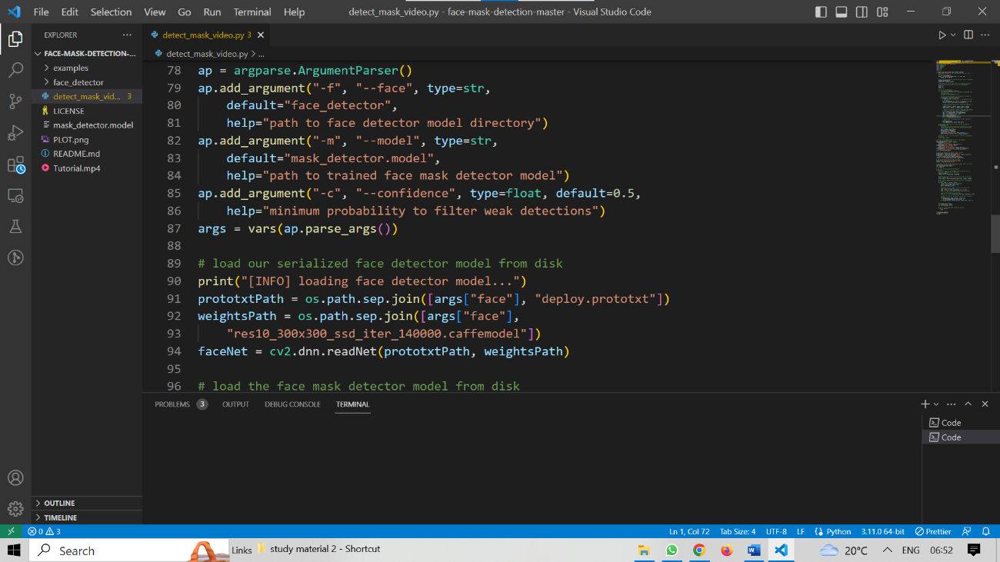 File Edit Selection View Go Run Terminal Help
detect_mask_video.py - face-mask-detection-master - Visual Studio Code
EXPLORER
FACE-MASK-DETECTION-...
examples
face_detector
detect_mask_vid... 3
LICENSE
mask_detector.model
PLOT.png
README.md
Tutorial.mp4
OUTLINE
TIMELINE
detect_mask_video.py 3
detect_mask_video.py > ...
78 ap = argparse.ArgumentParser()
79 ap.add_argument("-f", "--face", type=str,
80 default="face_detector",
81 help="path to face detector model directory")
82 ap.add_argument("-m", "--model", type=str,
83 default="mask_detector.model",
84 help="path to trained face mask detector model")
85 ap.add_argument("-c", "--confidence", type=float, default=0.5,
86 help="minimum probability to filter weak detections")
87 args = vars(ap.parse_args())
88
89 # load our serialized face detector model from disk
90 print("[INFO] loading face detector model...")
91 prototxtPath = os.path.sep.join([args["face"], "deploy.prototxt"])
92 weightsPath = os.path.sep.join([args["face"],
93 "res10_300x300_ssd_iter_140000.caffemodel"])
94 faceNet = cv2.dnn.readNet(prototxtPath, weightsPath)
95
96 # load the face mask detector model from disk
PROBLEMS 3 OUTPUT DEBUG CONSOLE TERMINAL
Code
Code
0 3 Ln 1, Col 72 Tab Size: 4 UTF-8 LF Python 3.11.0 64-bit Prettier
Search Links study material 2 - Shortcut 20°C ENG 06:52